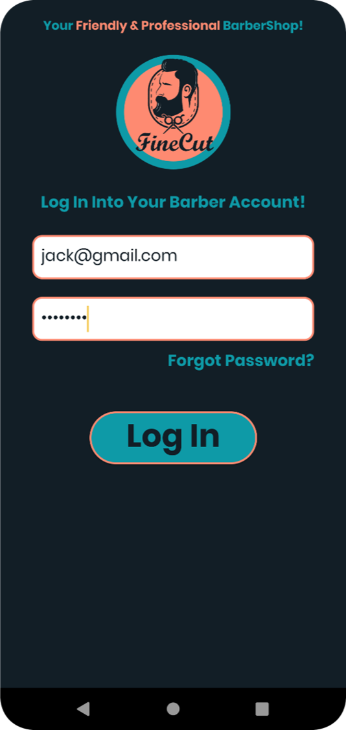 Your Friendly & Professional BarberShop!
FineCut
Log In Into Your Barber Account!
jack@gmail.com
••••••••
Forgot Password?
Log In